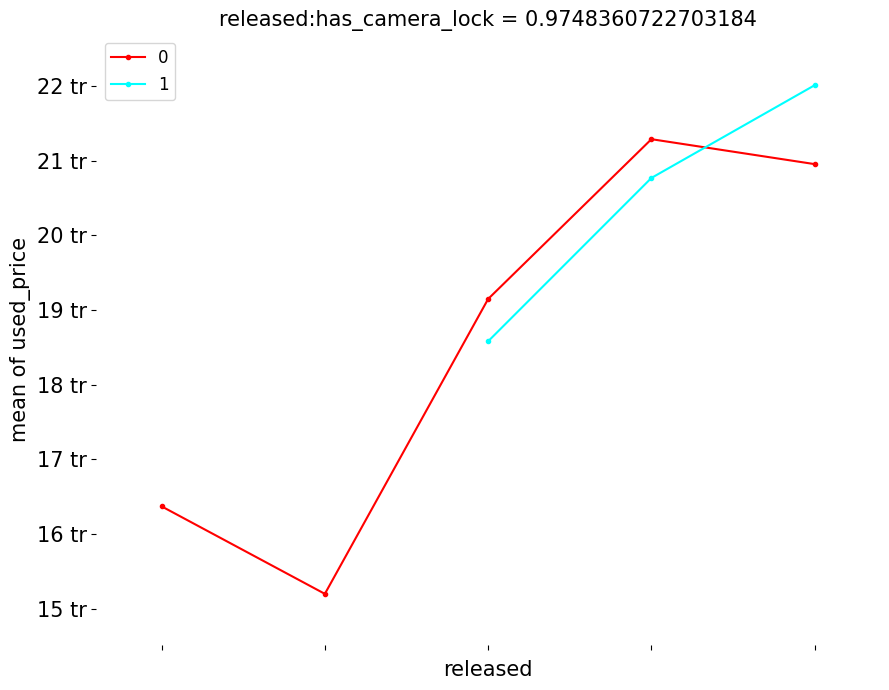 released:has_camera_lock = 0.9748360722703184
0
1
22 tr
21 tr
20 tr
19 tr
18 tr
17 tr
16 tr
15 tr
mean of used_price
released